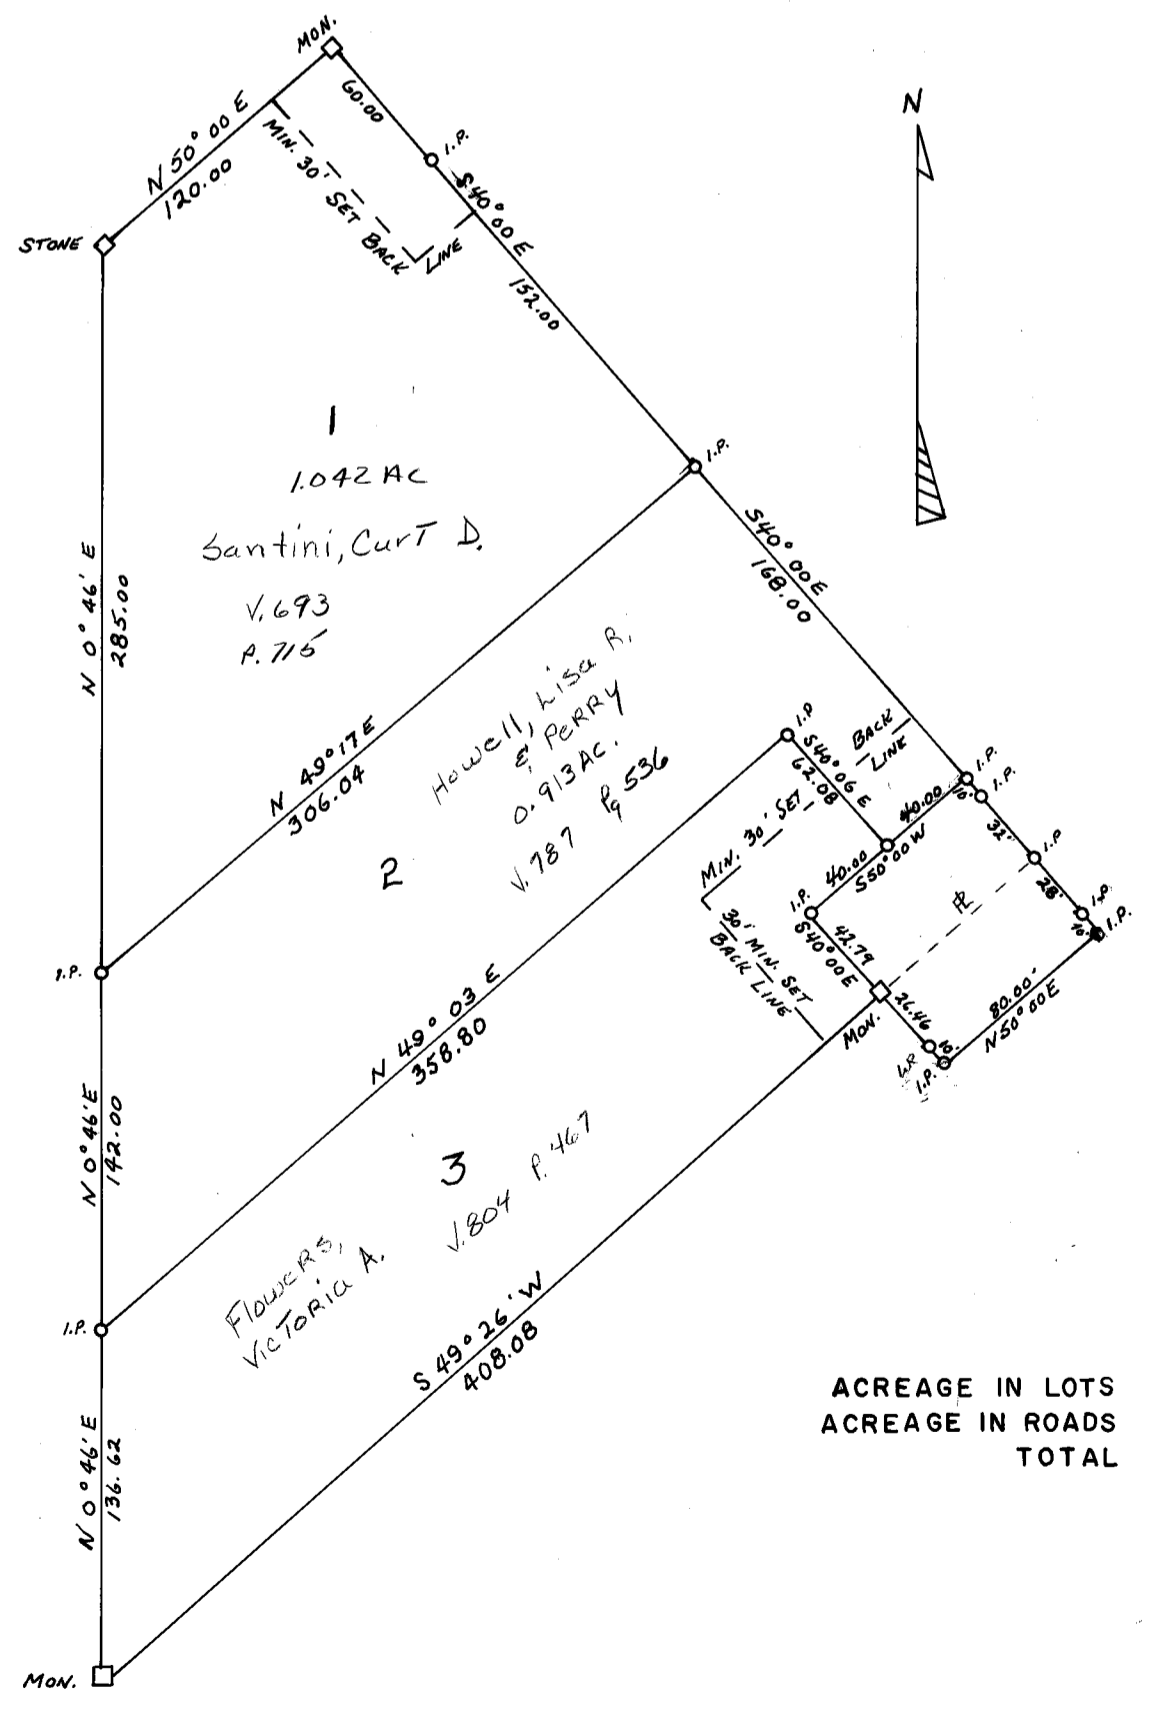 MON.
N
60.00
I.P.
N 50° 00 E
120.00
MIN. 30' SET BACK
LINE
S 40° 00 E
152.00
STONE
1
1.042 AC
Santini, Curt D.
V. 693
P. 715
I.P.
S 40° 00 E
168.00
N 0° 46' E
285.00
N 49° 17 E
306.04
Howell, Lisa R.
& Perry
0.913 AC.
V. 787 Pg 536
2
I.P
S 40° 06 E
62.08
BACK
LINE
MIN. 30' SET
I.P.
10'
I.P.
40.00
40.00
S 50° 00 W
32'
I.P
28'
I.P.
10'
I.P.
I.P.
42.79
S 40° 00 E
PL
30' MIN. SET
BACK LINE
MON.
26.46
10.
WP
I.P.
80.00'
N 50° 00 E
I.P.
N 49° 03 E
358.80
N 0° 46' E
142.00
3
V. 804 P. 467
Flowers,
Victoria A.
I.P.
S 49° 26' W
408.08
N 0° 46' E
136.62
MON.
ACREAGE IN LOTS
ACREAGE IN ROADS
TOTAL